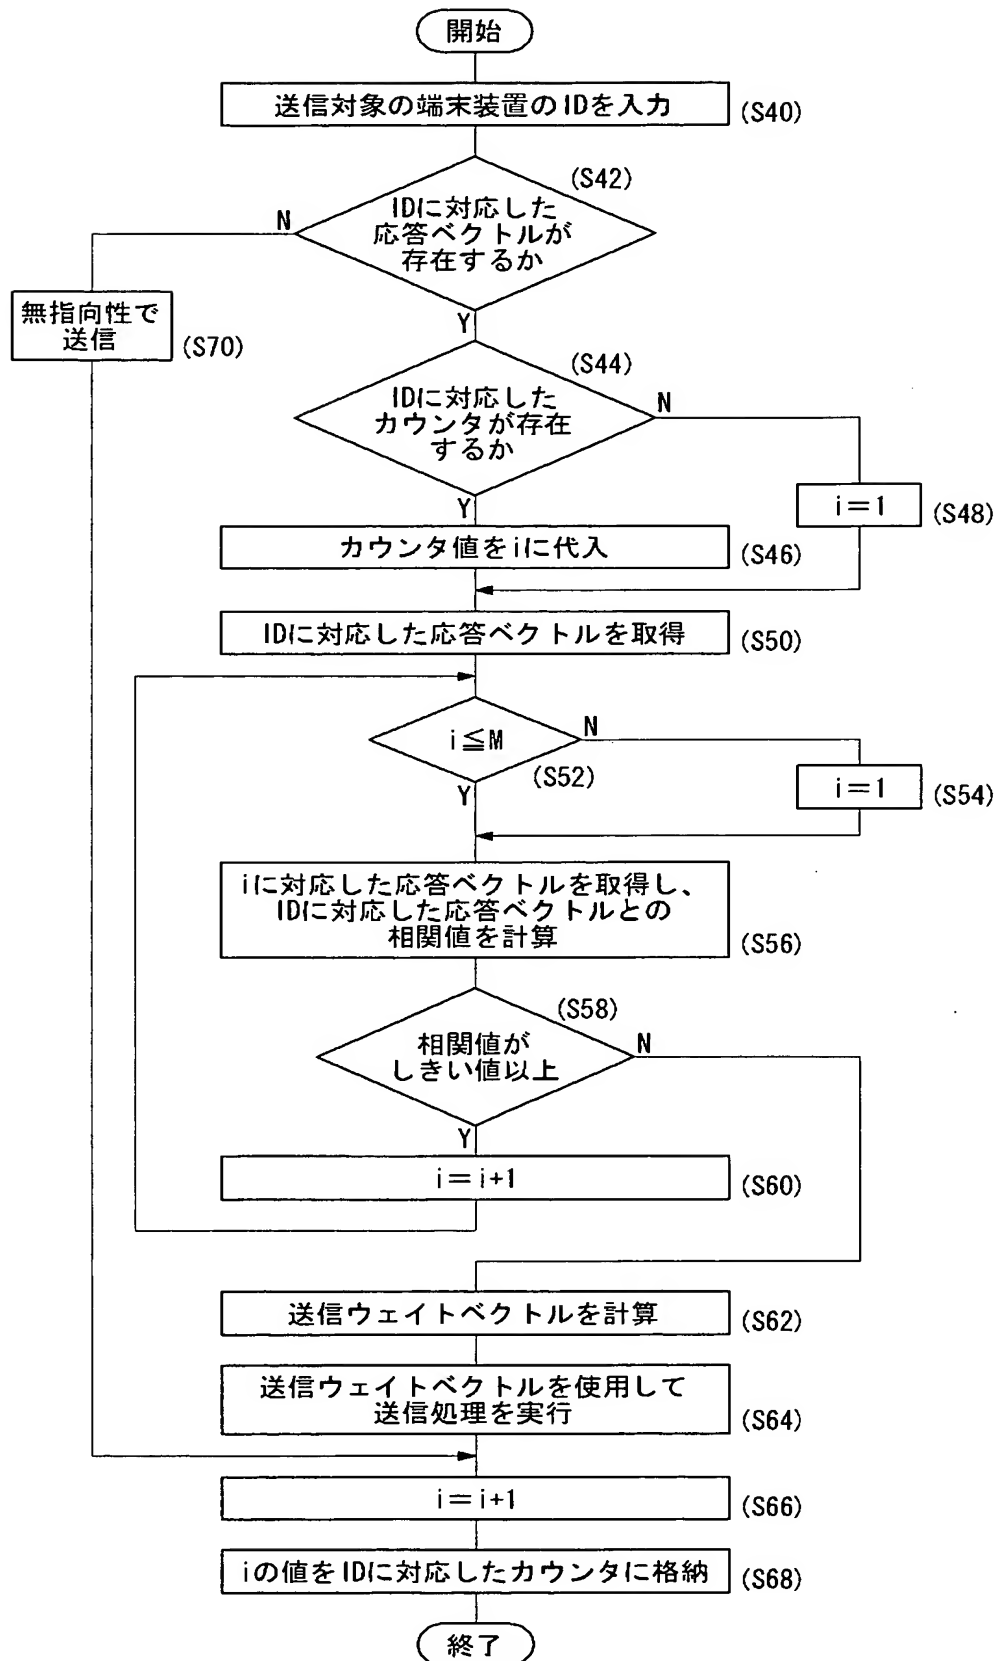 開始
送信対象の端末装置のIDを入力
(S40)
(S42)
IDに対応した
応答ベクトルが
存在するか
N
Y
無指向性で
送信
(S70)
(S44)
IDに対応した
カウンタが存在
するか
N
Y
i=1
(S48)
カウンタ値をiに代入
(S46)
IDに対応した応答ベクトルを取得
(S50)
i≦M
N
(S52)
Y
i=1
(S54)
iに対応した応答ベクトルを取得し、
IDに対応した応答ベクトルとの
相関値を計算
(S56)
(S58)
相関値が
しきい値以上
N
Y
i=i+1
(S60)
送信ウェイトベクトルを計算
(S62)
送信ウェイトベクトルを使用して
送信処理を実行
(S64)
i=i+1
(S66)
iの値をIDに対応したカウンタに格納
(S68)
終了